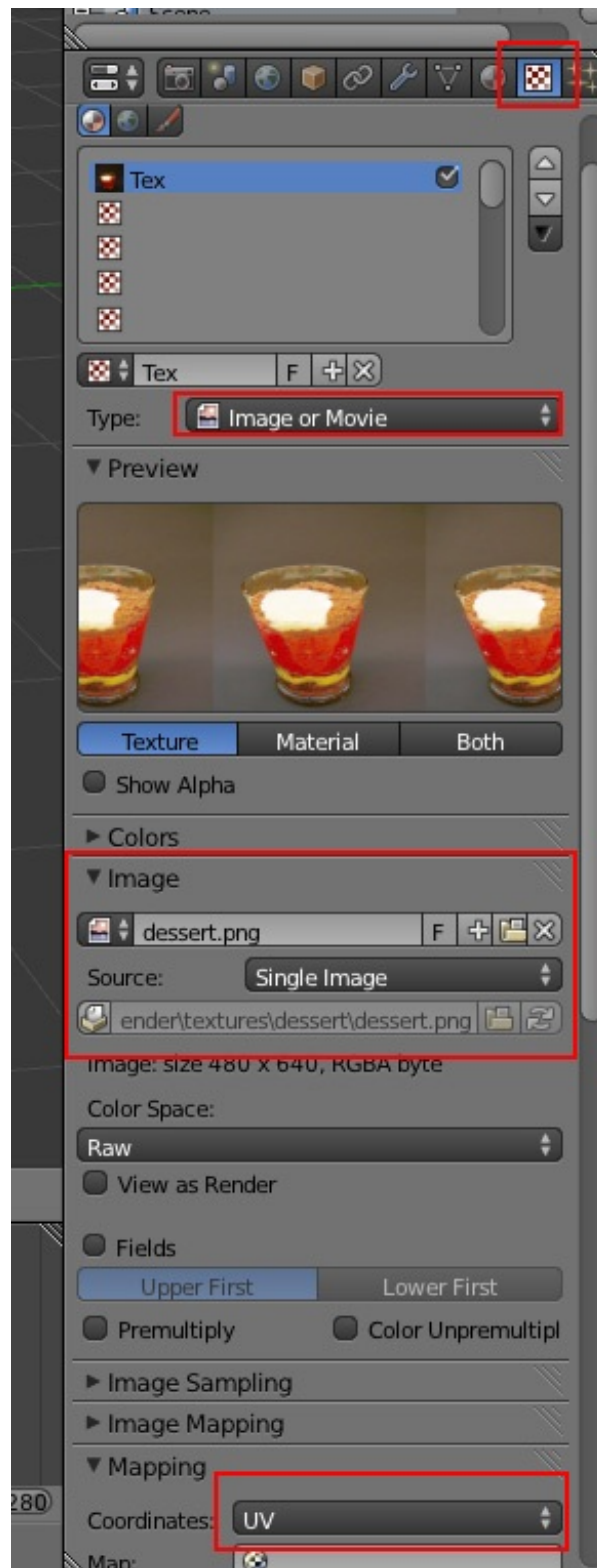 Tex
Tex F
Type: Image or Movie
Preview
Texture Material Both
Show Alpha
Colors
Image
dessert.png F
Source: Single Image
ender\textures\dessert\dessert.png
Image: size 480 x 640, RGBA byte
Color Space:
Raw
View as Render
Fields
Upper First Lower First
Premultiply Color Unpremultipl
Image Sampling
Image Mapping
Mapping
280
Coordinates: UV
Map: